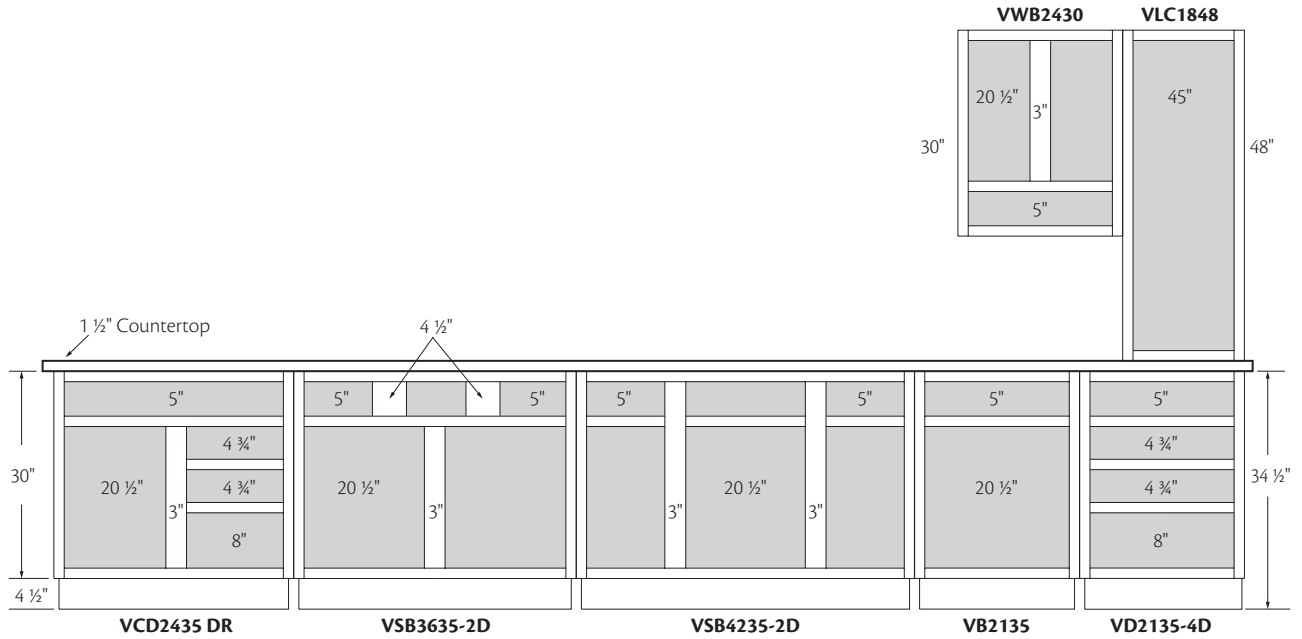 VWB2430 VLC1848
20 ½" 3" 45"
30" 48"
5"
1 ½" Countertop 4 ½"
5" 5" 5" 5" 5" 5" 5"
4 ¾" 4 ¾"
30" 20 ½" 4 ¾" 20 ½" 20 ½" 20 ½" 4 ¾" 34 ½"
3" 3" 3" 3"
8" 8"
4 ½"
VCD2435 DR VSB3635-2D VSB4235-2D VB2135 VD2135-4D